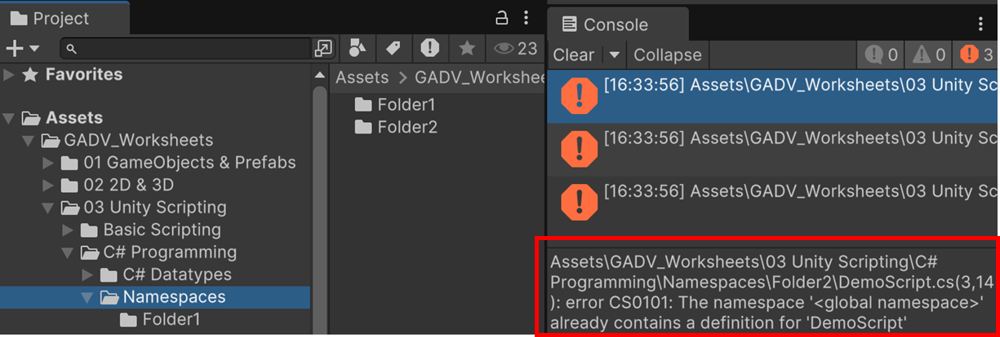 Project
23
Favorites
Assets
GADV_Worksheets
01 GameObjects & Prefabs
02 2D & 3D
03 Unity Scripting
Basic Scripting
C# Programming
C# Datatypes
Namespaces
Folder1
Assets > GADV_Workshee
Folder1
Folder2
Console
Clear Collapse 0 0 3
[16:33:56] Assets\GADV_Worksheets\03 Unity Sc
[16:33:56] Assets\GADV_Worksheets\03 Unity Sc
[16:33:56] Assets\GADV_Worksheets\03 Unity Sc
Assets\GADV_Worksheets\03 Unity Scripting\C#
Programming\Namespaces\Folder2\DemoScript.cs(3,14
): error CS0101: The namespace '<global namespace>'
already contains a definition for 'DemoScript'